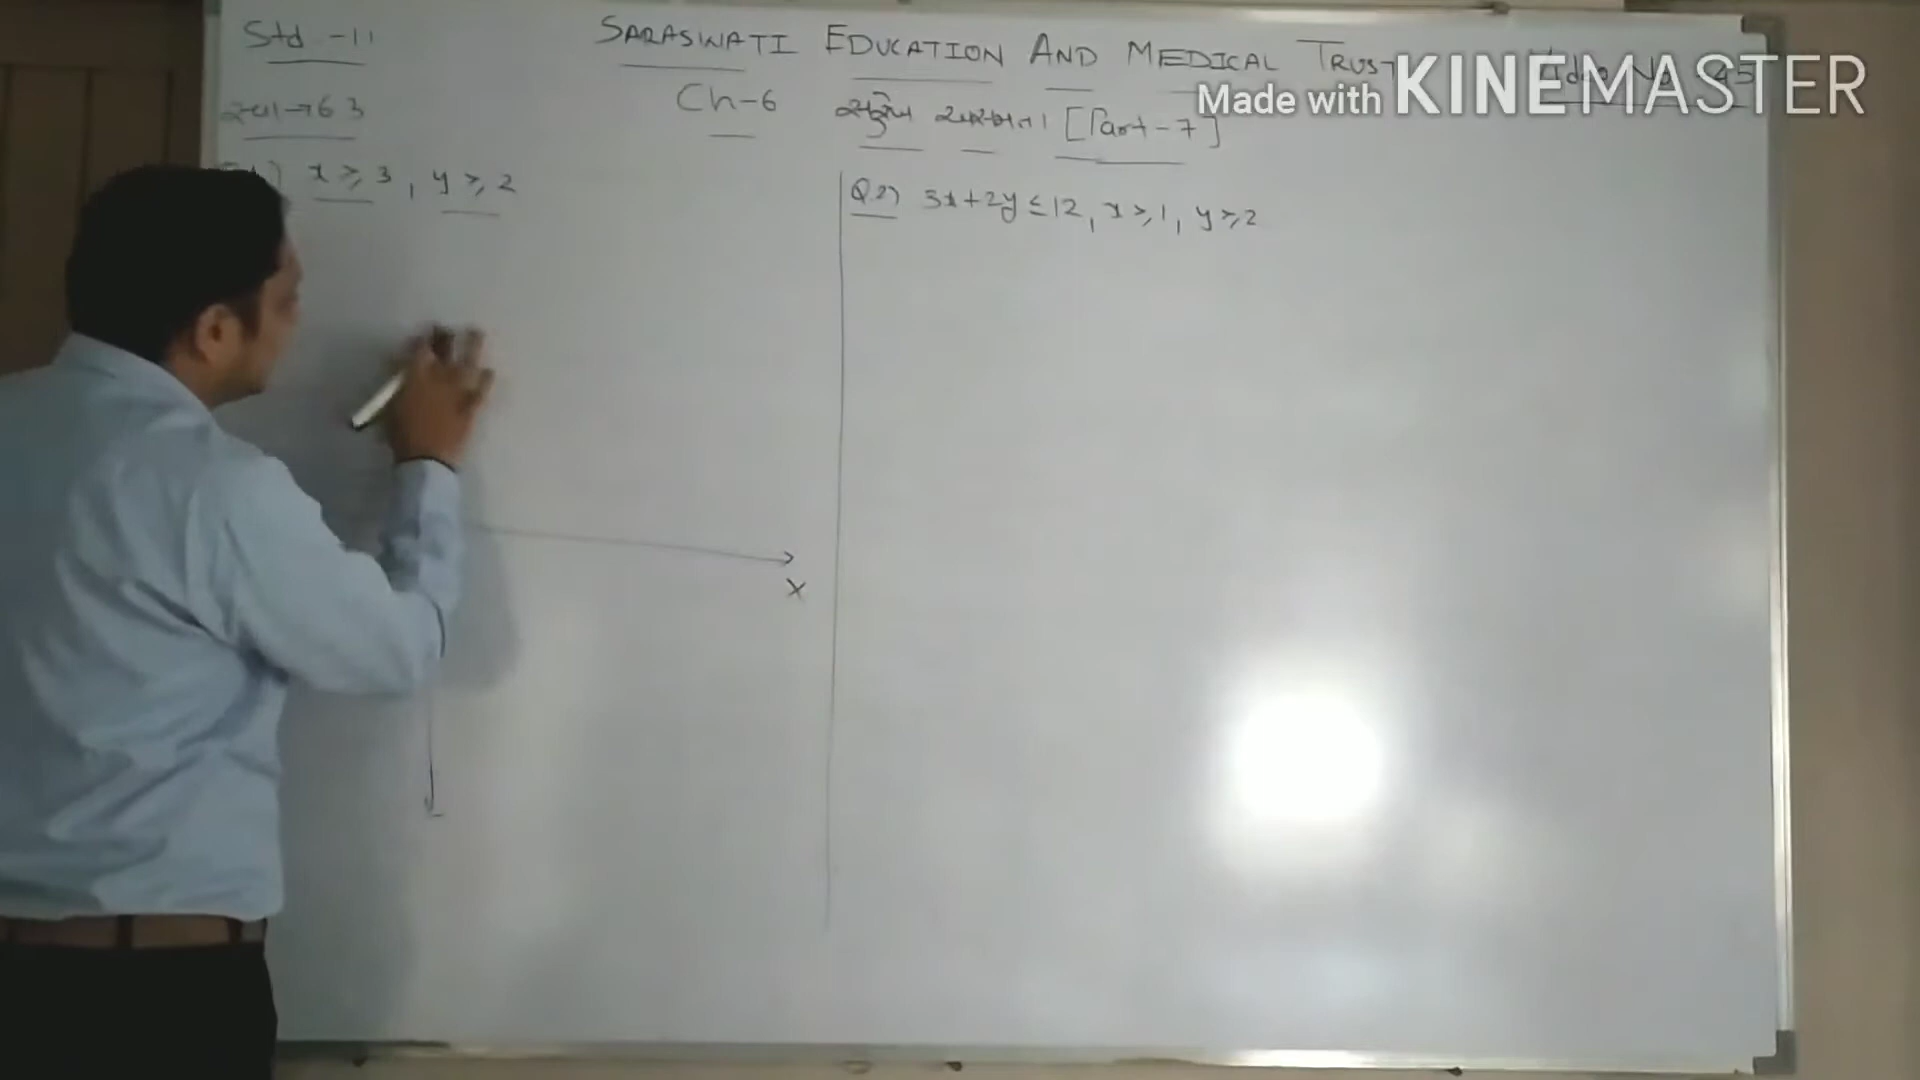 Std - 11
SARASWATI EDUCATION AND MEDICAL TRUST
Made with KINEMASTER
Ch-6
[Part-7]
x ≥ 3, y ≥ 2
Q.2) 3x+2y ≤ 12, x ≥ 1, y ≥ 2
X